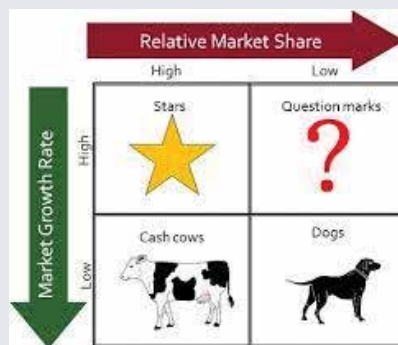 Relative Market Share
High
Low
Market Growth Rate
High
Stars
Question marks
?
Low
Cash cows
Dogs